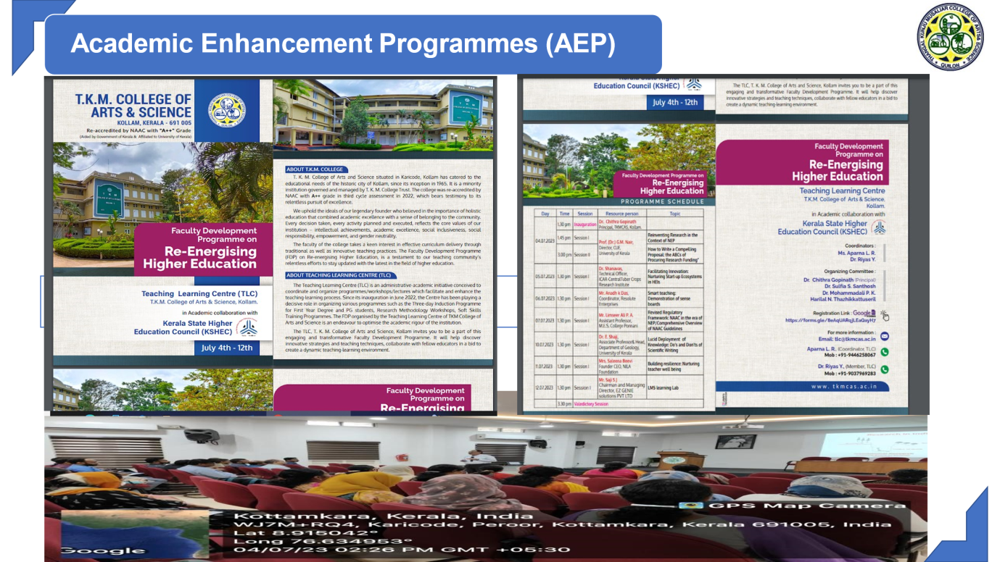 Academic Enhancement Programmes (AEP)
THANGAL KUNJU MUSALIAR COLLEGE OF ARTS & SCIENCE
QUILON
T.K.M. COLLEGE OF
ARTS & SCIENCE
KOLLAM, KERALA - 691 005
Re-accredited by NAAC with "A++" Grade
(Aided by Government of Kerala & Affiliated to University of Kerala)
Faculty Development
Programme on
Re-Energising
Higher Education
Teaching Learning Centre (TLC)
T.K.M. College of Arts & Science, Kollam.
in Academic collaboration with
Kerala State Higher
Education Council (KSHEC)
July 4th - 12th
ABOUT T.K.M. COLLEGE
T. K. M. College of Arts and Science situated in Karicode, Kollam has catered to the
educational needs of the historic city of Kollam, since its inception in 1965. It is a minority
institution governed and managed by T. K. M. College Trust. The college was re-accredited by
NAAC with A++ grade in third cycle assessment in 2022, which bears testimony to its
relentless pursuit of excellence.
We uphold the ideals of our legendary founder who believed in the importance of holistic
education that combined academic excellence with a sense of belonging to the community.
Every decision taken, every activity planned and executed, reflects the core values of our
institution – intellectual achievements, academic excellence, social inclusiveness, social
responsibility, empowerment, and gender neutrality.
The faculty of the college takes a keen interest in effective curriculum delivery through
traditional as well as innovative teaching practices. The Faculty Development Programme
(FDP) on Re-energising Higher Education, is a testament to our teaching community's
relentless efforts to stay updated with the latest in the field of higher education.
ABOUT TEACHING LEARNING CENTRE (TLC)
The Teaching Learning Centre (TLC) is an administrative-academic initiative conceived to
coordinate and organize programmes/workshops/lectures which facilitate and enhance the
teaching-learning process. Since its inauguration in June 2022, the Centre has been playing a
decisive role in organizing various programmes such as the Three-day Induction Programme
for First Year Degree and PG students, Research Methodology Workshops, Soft Skills
Training Programmes. The FDP organised by the Teaching Learning Centre of TKM College of
Arts and Science is an endeavour to optimise the academic rigour of the institution.
The TLC, T. K. M. College of Arts and Science, Kollam invites you to be a part of this
engaging and transformative Faculty Development Programme. It will help discover
innovative strategies and teaching techniques, collaborate with fellow educators in a bid to
create a dynamic teaching-learning environment.
Faculty Development
Programme on
Re-Energising
Kerala State Higher
Education Council (KSHEC)
July 4th - 12th
The TLC, T. K. M. College of Arts and Science, Kollam invites you to be a part of this
engaging and transformative Faculty Development Programme. It will help discover
innovative strategies and teaching techniques, collaborate with fellow educators in a bid to
create a dynamic teaching-learning environment.
Faculty Development Programme on
Re-Energising
Higher Education
PROGRAMME SCHEDULE
Day Time Session Resource person Topic
1.30 pm Inauguration Dr. Chithra Gopinath
Principal, TKMCAS, Kollam.
04.07.2023 1.45 pm Session I Prof. (Dr.) G.M. Nair,
Director, CLIF,
University of Kerala
Reinventing Research in the
Context of NEP
3.00 pm Session II How to Write a Compelling
Proposal: the ABCs of
Procuring Research Funding"
05.07.2023 1.30 pm Session I Dr. Shanavas,
Technical Officer,
ICAR-CentralTuber Crops
Research Institute
Facilitating Innovation:
Nurturing Start-up Ecosystems
in HEIs
06.07.2023 1.30 pm Session I Mr. Anadh k Das,
Coordinator, Resolute
Enterprises
Smart teaching:
Demonstration of sense
boards
07.07.2023 1.30 pm Session I Mr. Limseer Ali P. A.
Assistant Professor,
M.E.S. College Ponnani
Revised Regulatory
Framework: NAAC in the era of
NEP/Comprehensive Overview
of NAAC Guidelines
10.07.2023 1.30 pm Session I Dr. E. Shaji,
Associate Professor& Head,
Department of Geology,
University of Kerala
Lucid Deployment of
Knowledge: Do's and Don'ts of
Scientific Writing
11.07.2023 1.30 pm Session I Mrs. Saleena Beevi
Founder CEO, NILA
Foundation
Building resilience: Nurturing
teacher well being
12.07.2023 1.30 pm Session I Mr. Saji S J
Chairman and Managing
Director, EZ GENIE
solutions PVT LTD
LMS learning Lab
3.30 pm Valedictory Session
Faculty Development
Programme on
Re-Energising
Higher Education
Teaching Learning Centre
T.K.M. College of Arts & Science,
Kollam.
in Academic collaboration with
Kerala State Higher
Education Council (KSHEC)
Coordinators :
Ms. Aparna L. R.
Dr. Riyas Y.
Organizing Committee :
Dr. Chithra Gopinath (Principal)
Dr. Sulfia S. Santhosh
Dr. Mohammadali P. K.
Harilal N. Thazhikkattuseril
Registration Link : Google
https://forms.gle/8eAqUARqjLEaQayH7
For more information :
Email: tlc@tkmcas.ac.in
Aparna L. R. (Coordinator, TLC)
Mob : +91-9446258067
Dr. Riyas Y., (Member, TLC)
Mob : +91-9037969283
www.tkmcas.ac.in
GPS Map Camera
Kottamkara, Kerala, India
WJ7M+RQ4, Karicode, Peroor, Kottamkara, Kerala 691005, India
Lat 8.915042°
Long 76.634953°
04/07/23 02:26 PM GMT +05:30
Google